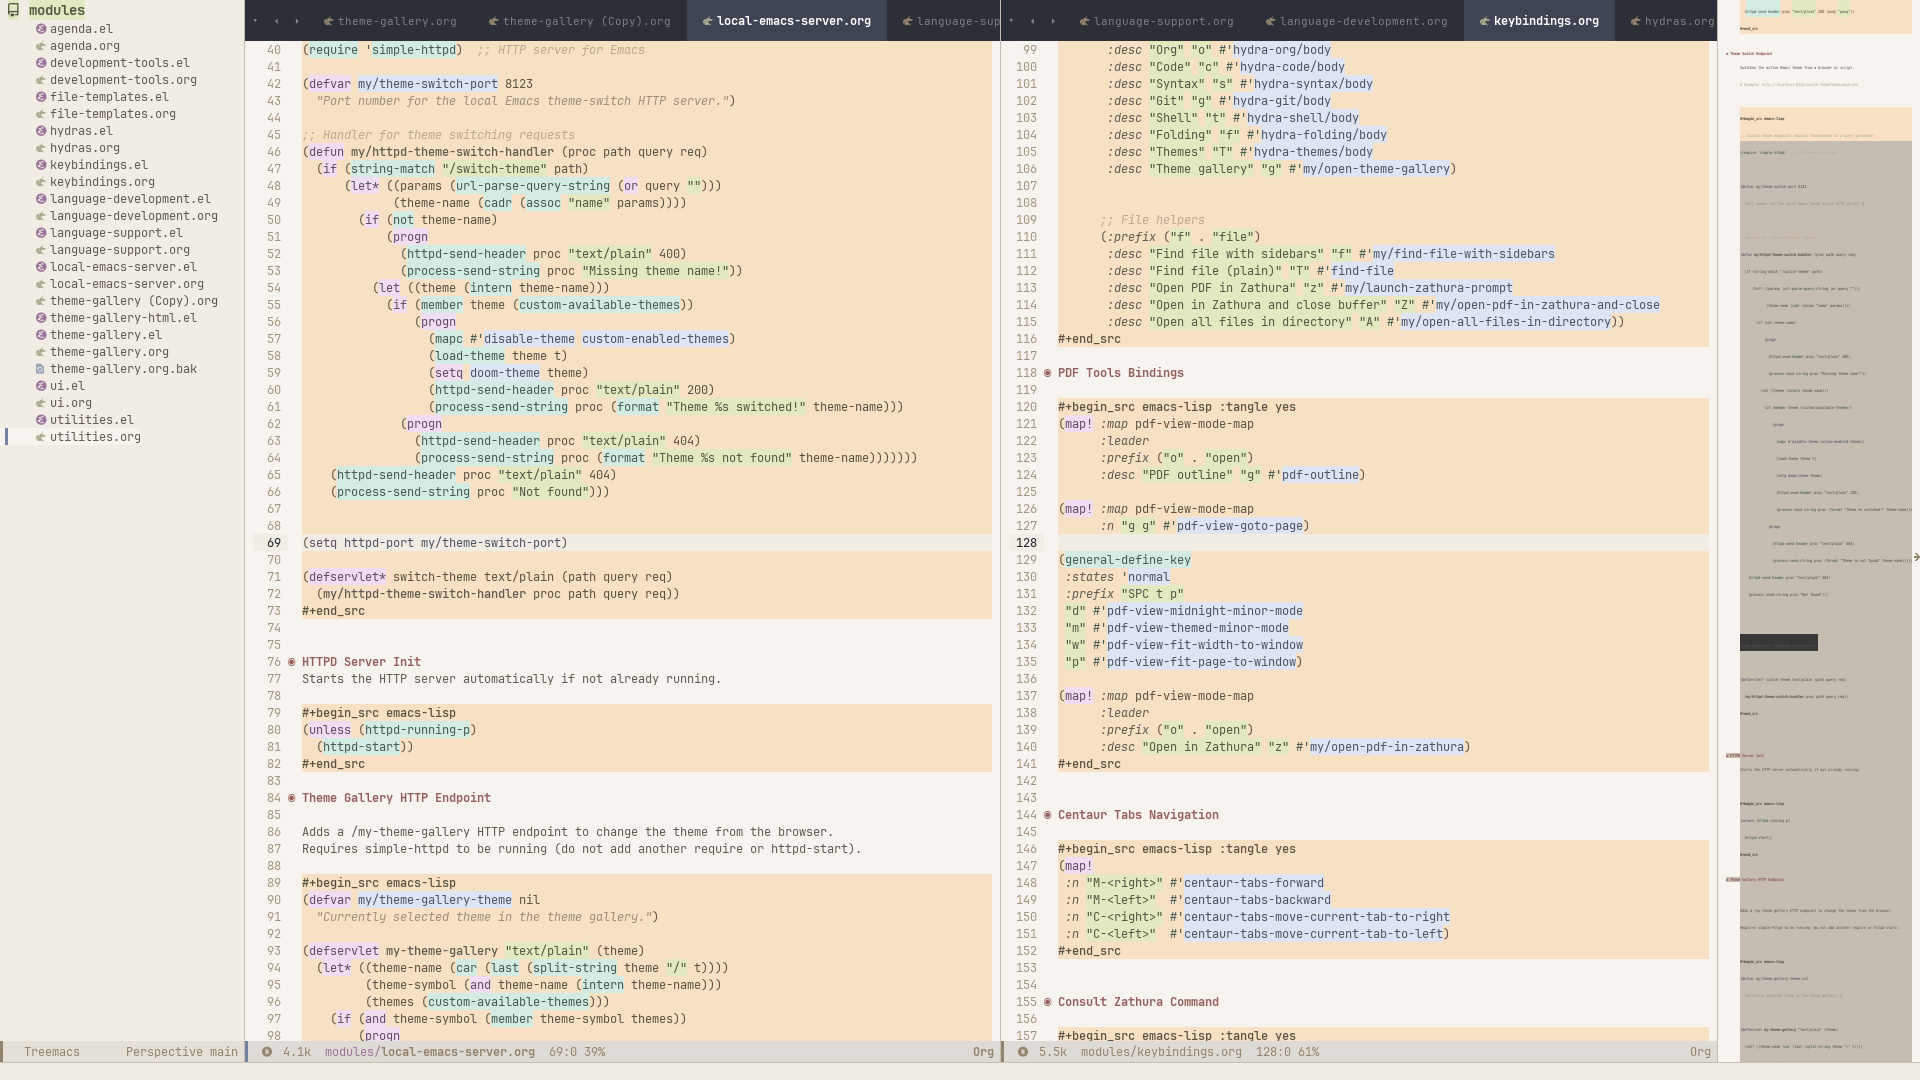 modules
agenda.el
agenda.org
development-tools.el
development-tools.org
file-templates.el
file-templates.org
hydras.el
hydras.org
keybindings.el
keybindings.org
language-development.el
language-development.org
language-support.el
language-support.org
local-emacs-server.el
local-emacs-server.org
theme-gallery (Copy).org
theme-gallery-html.el
theme-gallery.el
theme-gallery.org
theme-gallery.org.bak
ui.el
ui.org
utilities.el
utilities.org
Treemacs Perspective main
theme-gallery.org theme-gallery (Copy).org local-emacs-server.org language-sup
40 (require 'simple-httpd)  ;; HTTP server for Emacs
41
42 (defvar my/theme-switch-port 8123
43   "Port number for the local Emacs theme-switch HTTP server.")
44
45 ;; Handler for theme switching requests
46 (defun my/httpd-theme-switch-handler (proc path query req)
47   (if (string-match "/switch-theme" path)
48       (let* ((params (url-parse-query-string (or query "")))
49              (theme-name (cadr (assoc "name" params))))
50         (if (not theme-name)
51             (progn
52               (httpd-send-header proc "text/plain" 400)
53               (process-send-string proc "Missing theme name!"))
54           (let ((theme (intern theme-name)))
55             (if (member theme (custom-available-themes))
56                 (progn
57                   (mapc #'disable-theme custom-enabled-themes)
58                   (load-theme theme t)
59                   (setq doom-theme theme)
60                   (httpd-send-header proc "text/plain" 200)
61                   (process-send-string proc (format "Theme %s switched!" theme-name)))
62               (progn
63                 (httpd-send-header proc "text/plain" 404)
64                 (process-send-string proc (format "Theme %s not found" theme-name)))))))
65     (httpd-send-header proc "text/plain" 404)
66     (process-send-string proc "Not found")))
67
68
69 (setq httpd-port my/theme-switch-port)
70
71 (defservlet* switch-theme text/plain (path query req)
72   (my/httpd-theme-switch-handler proc path query req))
73 #+end_src
74
75
76 ◉ HTTPD Server Init
77 Starts the HTTP server automatically if not already running.
78
79 #+begin_src emacs-lisp
80 (unless (httpd-running-p)
81   (httpd-start))
82 #+end_src
83
84 ◉ Theme Gallery HTTP Endpoint
85
86 Adds a /my-theme-gallery HTTP endpoint to change the theme from the browser.
87 Requires simple-httpd to be running (do not add another require or httpd-start).
88
89 #+begin_src emacs-lisp
90 (defvar my/theme-gallery-theme nil
91   "Currently selected theme in the theme gallery.")
92
93 (defservlet my-theme-gallery "text/plain" (theme)
94   (let* ((theme-name (car (last (split-string theme "/" t))))
95          (theme-symbol (and theme-name (intern theme-name)))
96          (themes (custom-available-themes)))
97     (if (and theme-symbol (member theme-symbol themes))
98         (progn
4.1k modules/local-emacs-server.org 69:0 39% Org
language-support.org language-development.org keybindings.org hydras.org
99        :desc "Org" "o" #'hydra-org/body
100        :desc "Code" "c" #'hydra-code/body
101        :desc "Syntax" "s" #'hydra-syntax/body
102        :desc "Git" "g" #'hydra-git/body
103        :desc "Shell" "t" #'hydra-shell/body
104        :desc "Folding" "f" #'hydra-folding/body
105        :desc "Themes" "T" #'hydra-themes/body
106        :desc "Theme gallery" "g" #'my/open-theme-gallery)
107
108
109       ;; File helpers
110       (:prefix ("f" . "file")
111        :desc "Find file with sidebars" "f" #'my/find-file-with-sidebars
112        :desc "Find file (plain)" "T" #'find-file
113        :desc "Open PDF in Zathura" "z" #'my/launch-zathura-prompt
114        :desc "Open in Zathura and close buffer" "Z" #'my/open-pdf-in-zathura-and-close
115        :desc "Open all files in directory" "A" #'my/open-all-files-in-directory))
116 #+end_src
117
118 ◉ PDF Tools Bindings
119
120 #+begin_src emacs-lisp :tangle yes
121 (map! :map pdf-view-mode-map
122       :leader
123       :prefix ("o" . "open")
124       :desc "PDF outline" "g" #'pdf-outline)
125
126 (map! :map pdf-view-mode-map
127       :n "g g" #'pdf-view-goto-page)
128
129 (general-define-key
130  :states 'normal
131  :prefix "SPC t p"
132  "d" #'pdf-view-midnight-minor-mode
133  "m" #'pdf-view-themed-minor-mode
134  "w" #'pdf-view-fit-width-to-window
135  "p" #'pdf-view-fit-page-to-window)
136
137 (map! :map pdf-view-mode-map
138       :leader
139       :prefix ("o" . "open")
140       :desc "Open in Zathura" "z" #'my/open-pdf-in-zathura)
141 #+end_src
142
143
144 ◉ Centaur Tabs Navigation
145
146 #+begin_src emacs-lisp :tangle yes
147 (map!
148  :n "M-<right>" #'centaur-tabs-forward
149  :n "M-<left>"  #'centaur-tabs-backward
150  :n "C-<right>" #'centaur-tabs-move-current-tab-to-right
151  :n "C-<left>"  #'centaur-tabs-move-current-tab-to-left)
152 #+end_src
153
154
155 ◉ Consult Zathura Command
156
157 #+begin_src emacs-lisp :tangle yes
5.5k modules/keybindings.org 128:0 61% Org